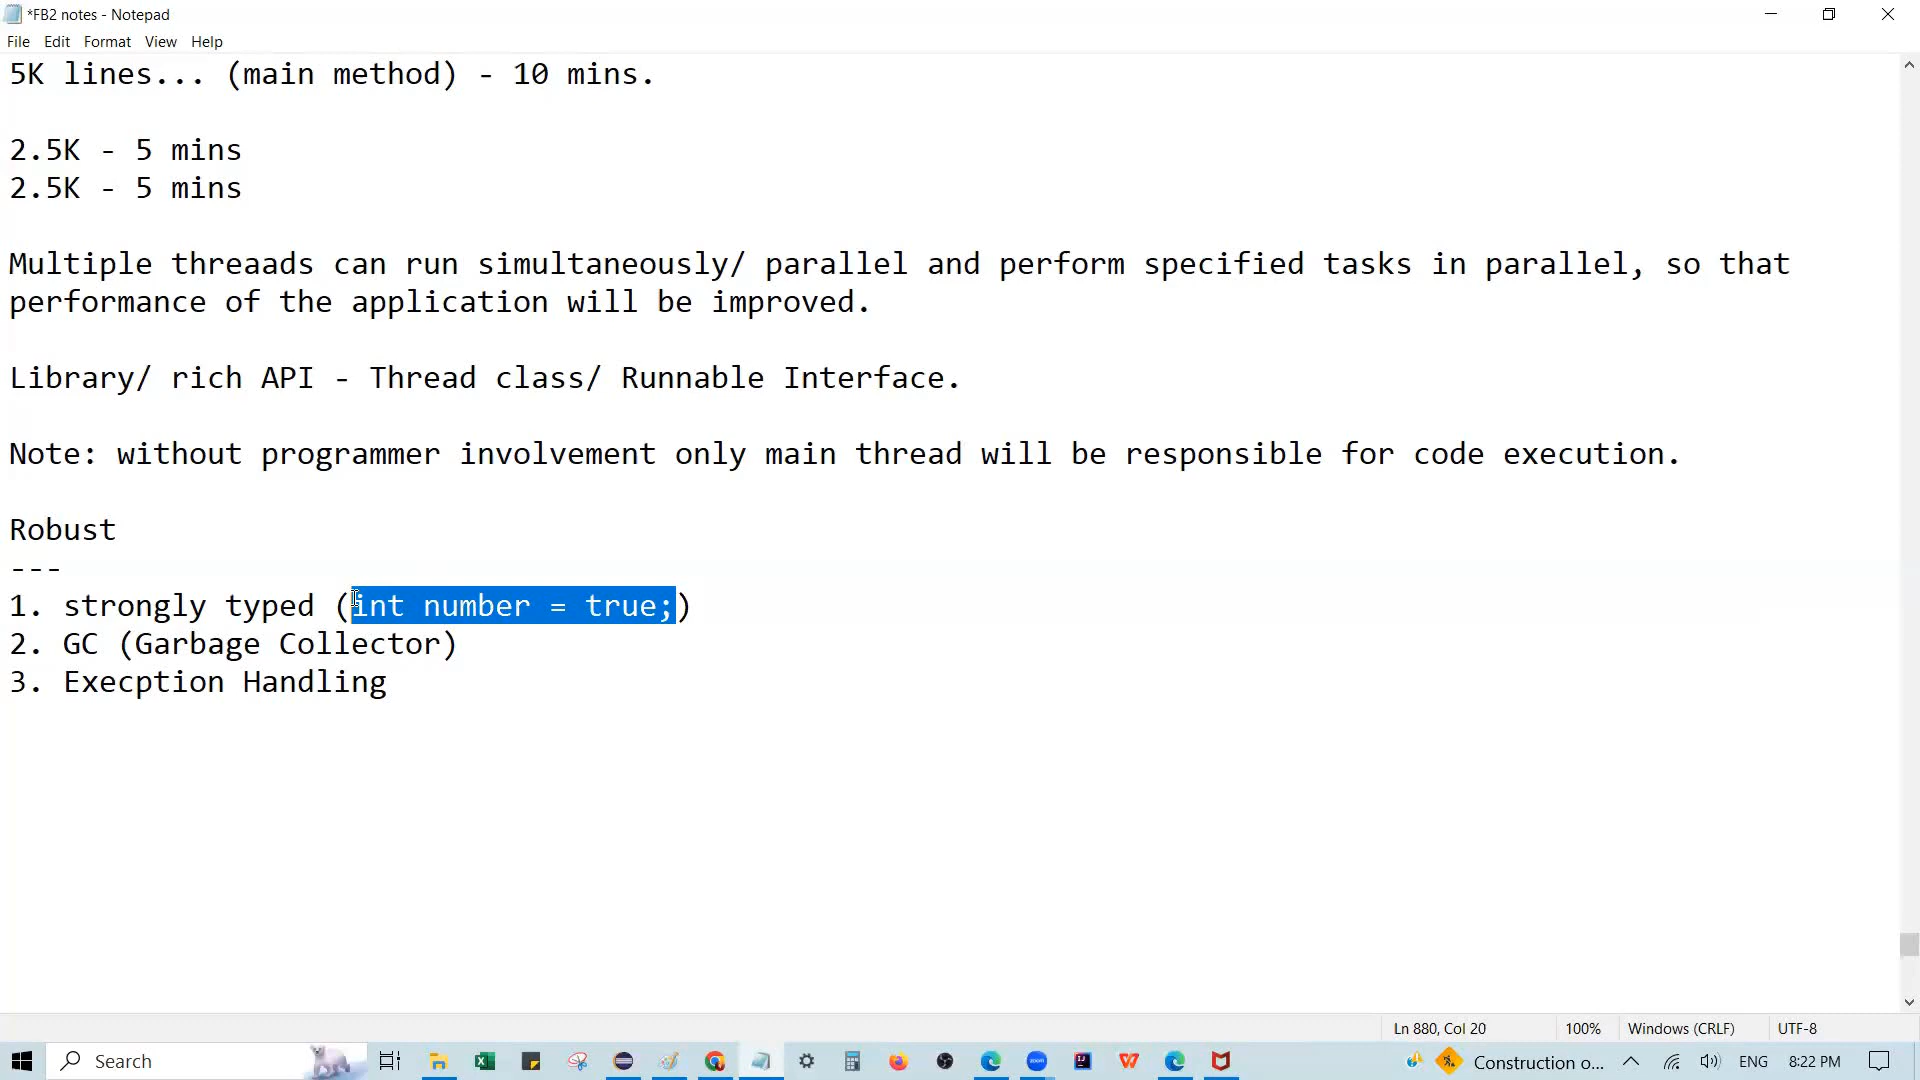 *FB2 notes - Notepad
File Edit Format View Help
5K lines... (main method) - 10 mins.
2.5K - 5 mins
2.5K - 5 mins
Multiple threaads can run simultaneously/ parallel and perform specified tasks in parallel, so that
performance of the application will be improved.
Library/ rich API - Thread class/ Runnable Interface.
Note: without programmer involvement only main thread will be responsible for code execution.
Robust
---
1. strongly typed (int number = true;)
2. GC (Garbage Collector)
3. Execption Handling
Ln 880, Col 20 100% Windows (CRLF) UTF-8
Search Construction o... ENG 8:22 PM